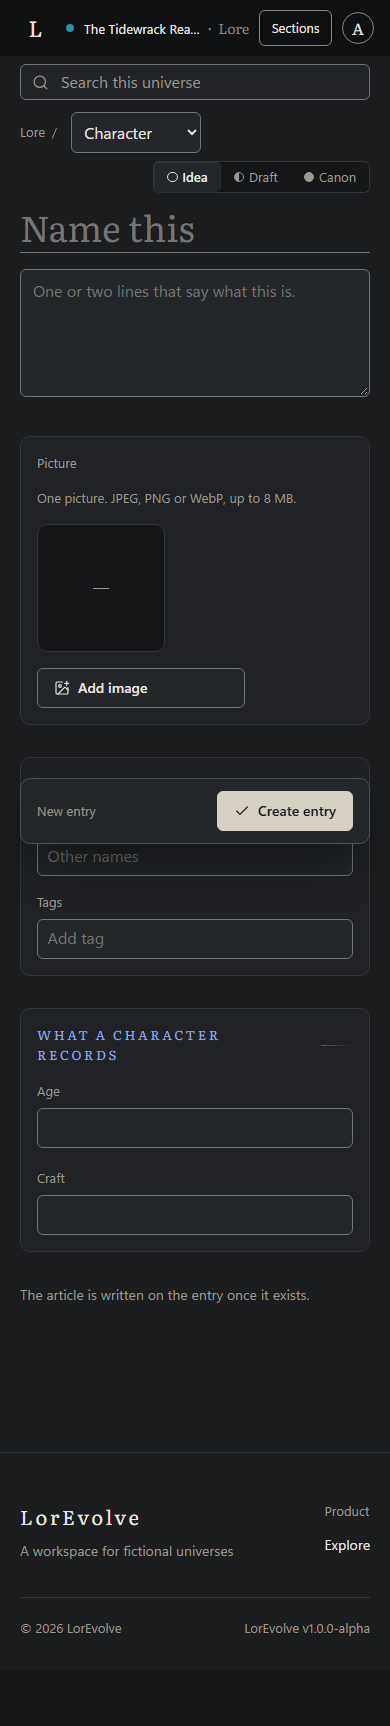 L
The Tidewrack Rea... · Lore
Sections
A
Search this universe
Lore /
Character
Idea
Draft
Canon
Name this
One or two lines that say what this is.
Picture
One picture. JPEG, PNG or WebP, up to 8 MB.
—
Add image
New entry
Create entry
Other names
Tags
Add tag
WHAT A CHARACTER
RECORDS
Age
Craft
The article is written on the entry once it exists.
LorEvolve
Product
A workspace for fictional universes
Explore
© 2026 LorEvolve
LorEvolve v1.0.0-alpha